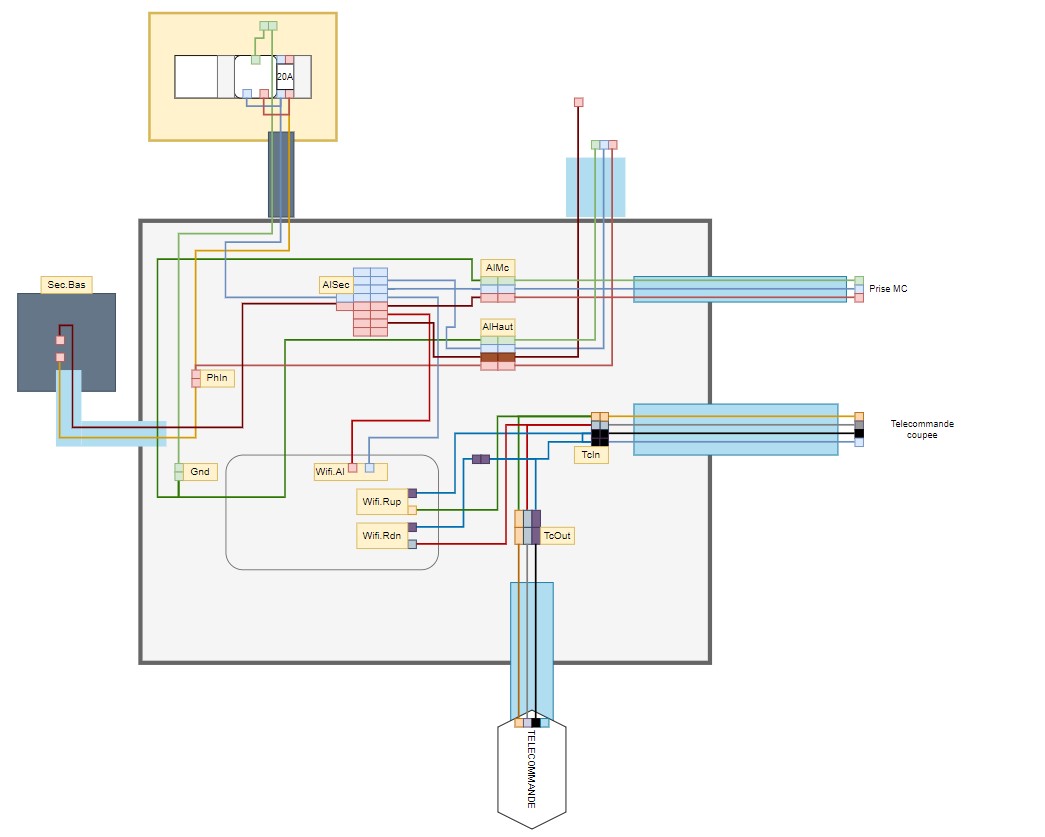 20A
AlMc
Sec.Bas
AlSec
Prise MC
AlHaut
PhIn
Telecommande
coupee
TcIn
Gnd
Wifi.Al
Wifi.Rup
Wifi.Rdn
TcOut
TELECOMMANDE